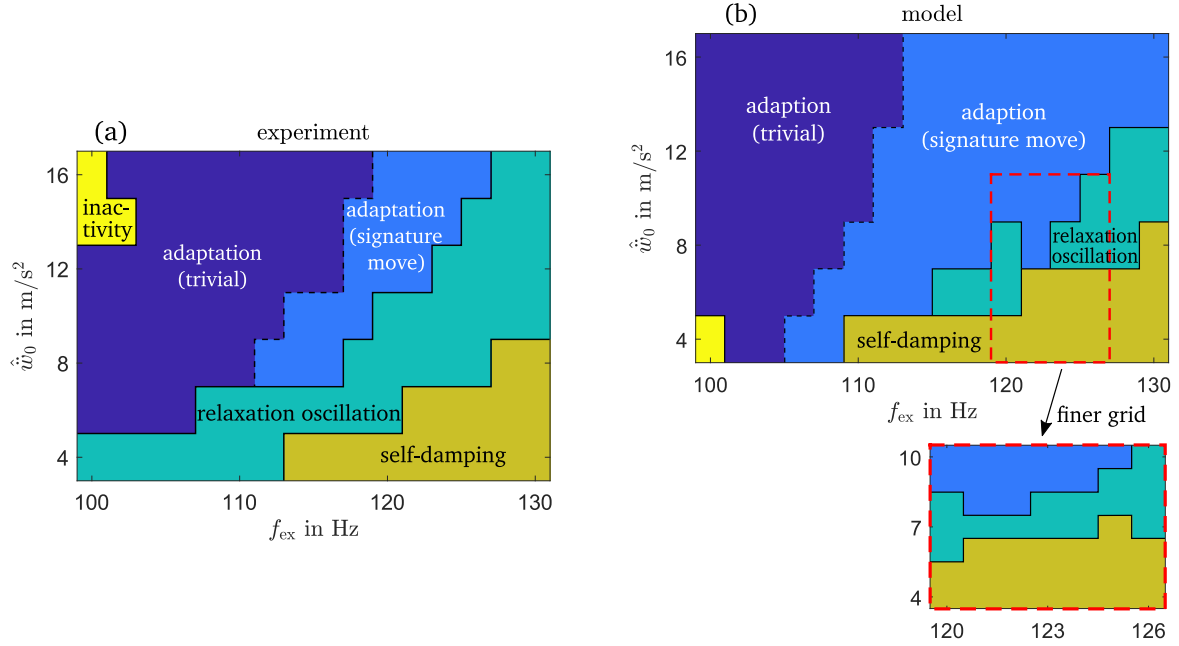 (a)
experiment
16
12
8
4
ŵ̈₀ in m/s²
inac-
tivity
adaptation
(trivial)
adaptation
(signature
move)
relaxation oscillation
self-damping
100
110
120
130
f_ex in Hz
(b)
model
16
12
8
4
ŵ̈₀ in m/s²
adaption
(trivial)
adaption
(signature move)
relaxation
oscillation
self-damping
100
110
120
130
f_ex in Hz
finer grid
10
7
4
120
123
126